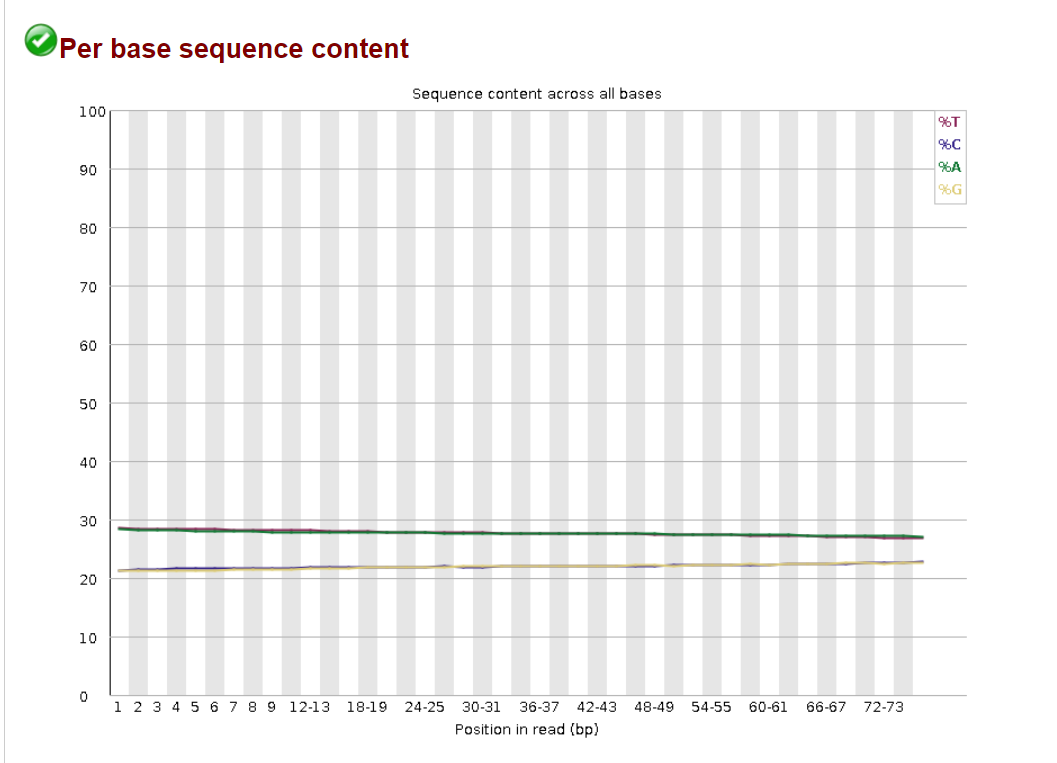 Per base sequence content
Sequence content across all bases
%T
%C
%A
%G
100
90
80
70
60
50
40
30
20
10
0
1 2 3 4 5 6 7 8 9 12-13 18-19 24-25 30-31 36-37 42-43 48-49 54-55 60-61 66-67 72-73
Position in read (bp)